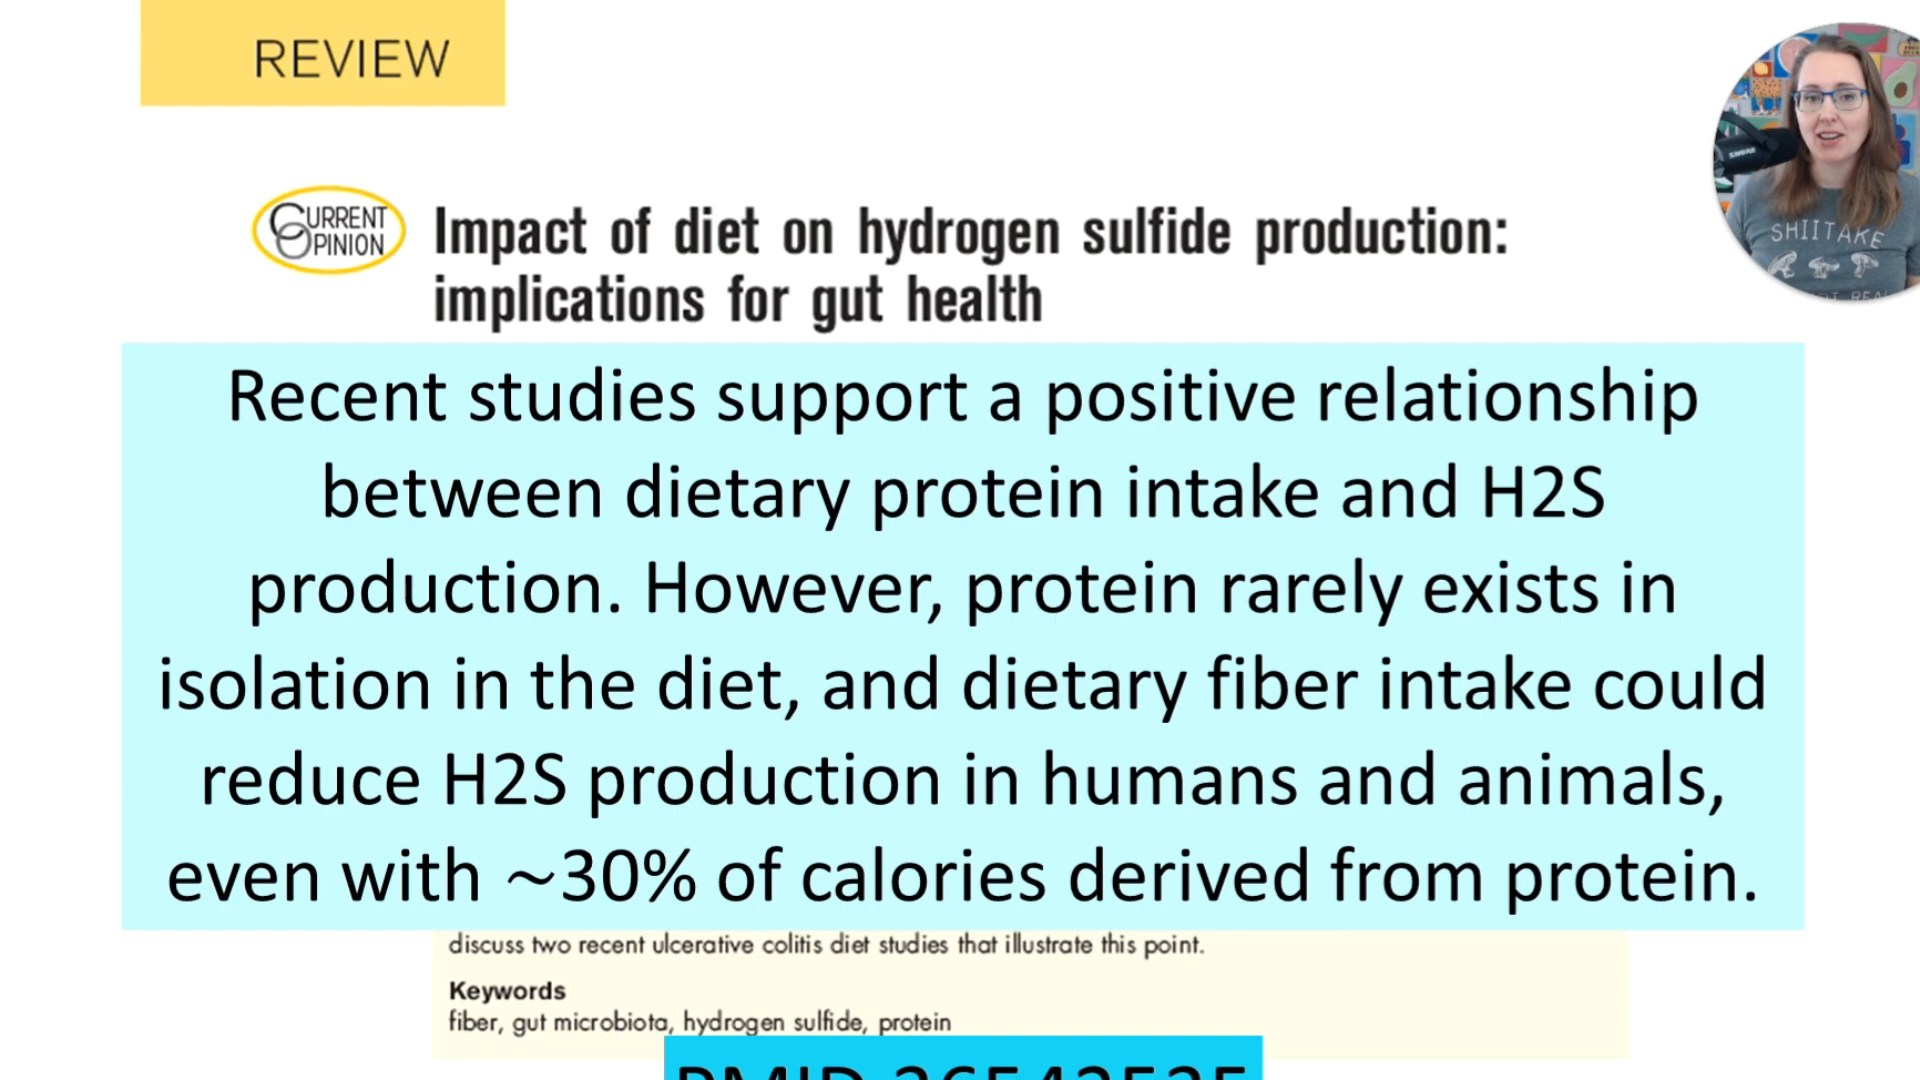 REVIEW
CURRENT
OPINION
Impact of diet on hydrogen sulfide production:
implications for gut health
SHIITAKE
Recent studies support a positive relationship
between dietary protein intake and H2S
production. However, protein rarely exists in
isolation in the diet, and dietary fiber intake could
reduce H2S production in humans and animals,
even with ~30% of calories derived from protein.
discuss two recent ulcerative colitis diet studies that illustrate this point.
Keywords
fiber, gut microbiota, hydrogen sulfide, protein
PMID